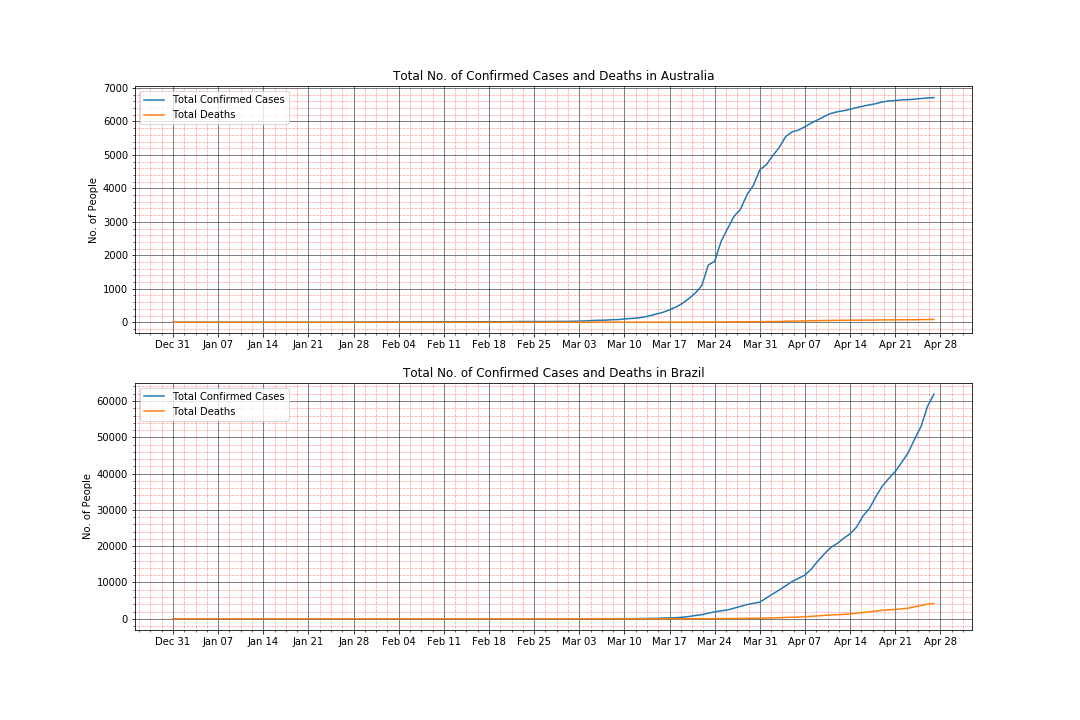 Total No. of Confirmed Cases and Deaths in Australia
Total Confirmed Cases
Total Deaths
No. of People
7000
6000
5000
4000
3000
2000
1000
0
Dec 31 Jan 07 Jan 14 Jan 21 Jan 28 Feb 04 Feb 11 Feb 18 Feb 25 Mar 03 Mar 10 Mar 17 Mar 24 Mar 31 Apr 07 Apr 14 Apr 21 Apr 28
Total No. of Confirmed Cases and Deaths in Brazil
Total Confirmed Cases
Total Deaths
No. of People
60000
50000
40000
30000
20000
10000
0
Dec 31 Jan 07 Jan 14 Jan 21 Jan 28 Feb 04 Feb 11 Feb 18 Feb 25 Mar 03 Mar 10 Mar 17 Mar 24 Mar 31 Apr 07 Apr 14 Apr 21 Apr 28